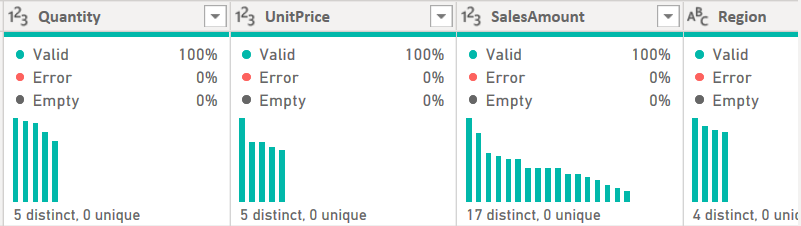 1²3 Quantity
Valid 100%
Error 0%
Empty 0%
5 distinct, 0 unique
1²3 UnitPrice
Valid 100%
Error 0%
Empty 0%
5 distinct, 0 unique
1²3 SalesAmount
Valid 100%
Error 0%
Empty 0%
17 distinct, 0 unique
ABC Region
Valid
Error
Empty
4 distinct, 0